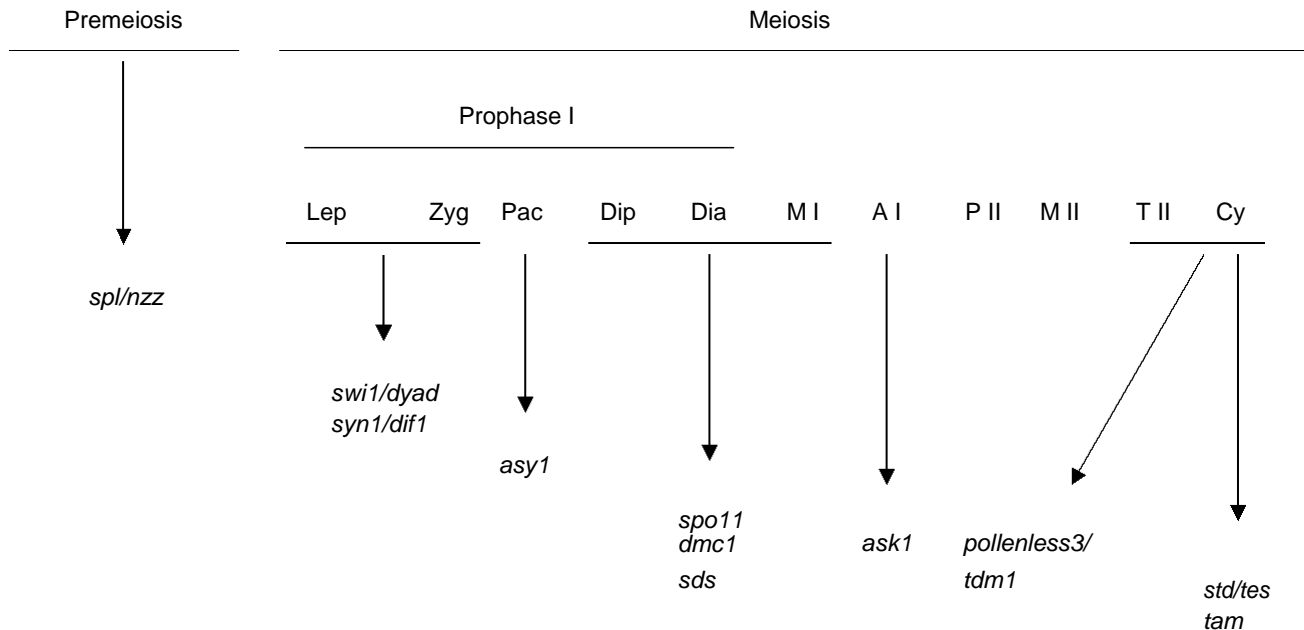 Premeiosis
Meiosis
Prophase I
Lep Zyg Pac Dip Dia M I A I P II M II T II Cy
spl/nzz
swi1/dyad
syn1/dif1
asy1
spo11
dmc1
sds
ask1
pollenless3/
tdm1
std/tes
tam